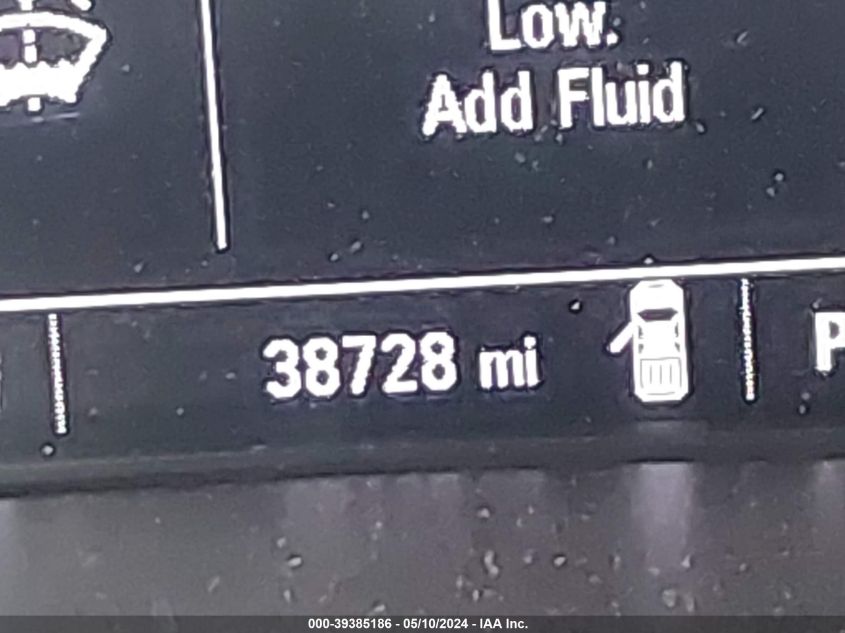 Low.
Add Fluid
38728 mi
P
000-39385186 - 05/10/2024 - IAA Inc.